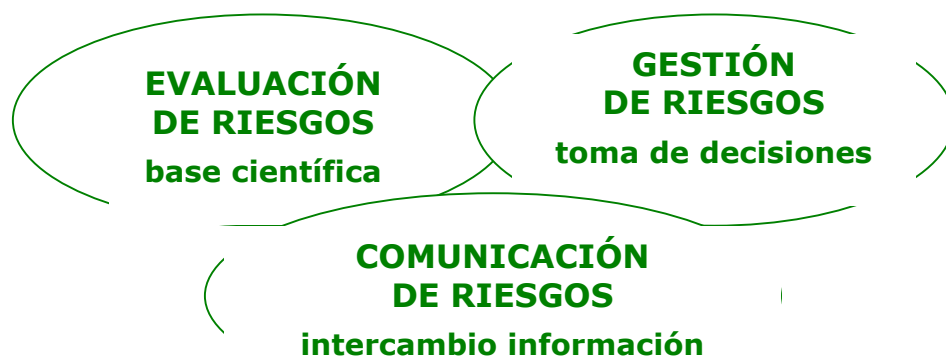 EVALUACIÓN
DE RIESGOS
base científica
GESTIÓN
DE RIESGOS
toma de decisiones
COMUNICACIÓN
DE RIESGOS
intercambio información